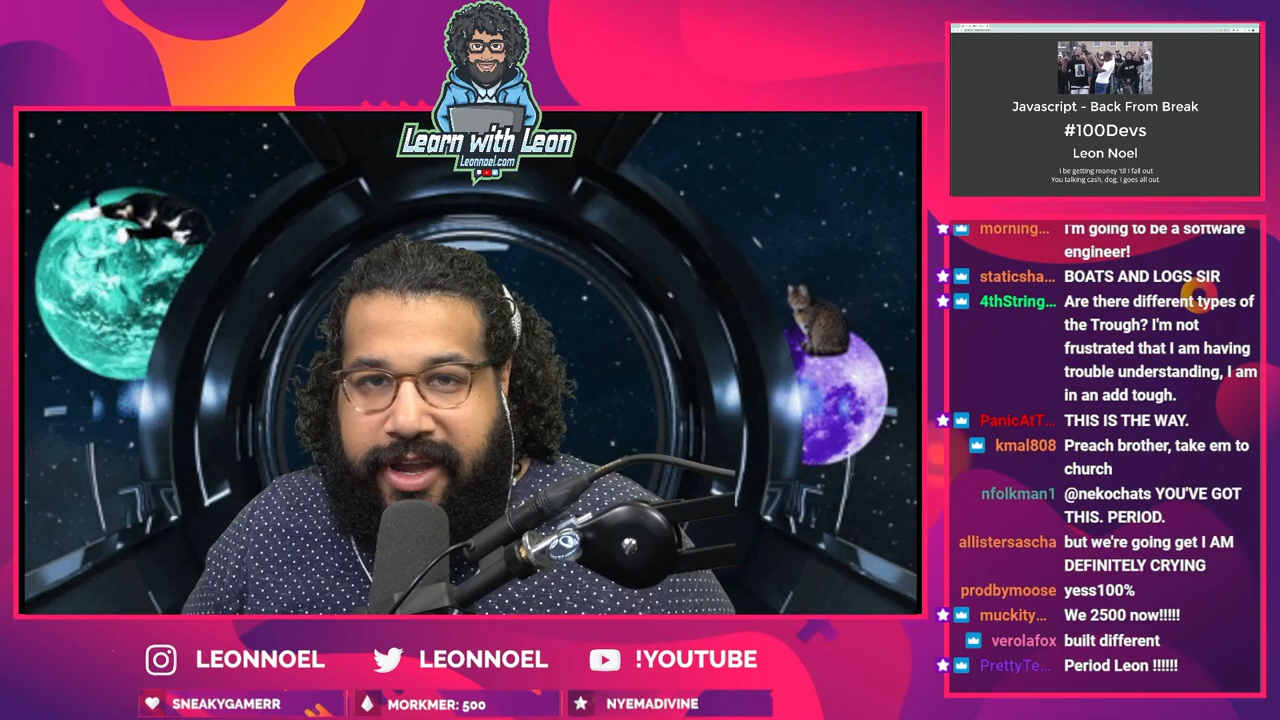 Learn with Leon
Leonnoel.com
Javascript - Back From Break
#100Devs
Leon Noel
I be getting money 'til I fall out
You talking cash, dog, I goes all out
morning... I'm going to be a software
engineer!
staticsha... BOATS AND LOGS SIR
4thString... Are there different types of
the Trough? I'm not
frustrated that I am having
trouble understanding, I am
in an add tough.
PanicAtT... THIS IS THE WAY.
kmal808 Preach brother, take em to
church
nfolkman1 @nekochats YOU'VE GOT
THIS. PERIOD.
allistersascha but we're going get I AM
DEFINITELY CRYING
prodbymoose yess100%
muckity... We 2500 now!!!!!
verolafox built different
PrettyTe... Period Leon !!!!!!
LEONNOEL LEONNOEL !YOUTUBE
SNEAKYGAMERR MORKMER: 500 NYEMADIVINE